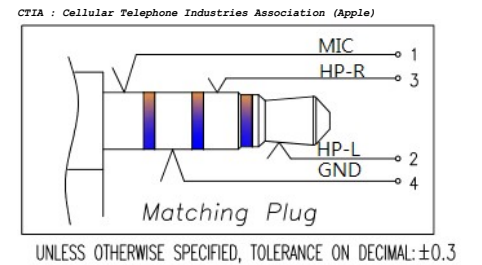 CTIA : Cellular Telephone Industries Association (Apple)
MIC
1
HP-R
3
HP-L
2
GND
4
Matching Plug
UNLESS OTHERWISE SPECIFIED, TOLERANCE ON DECIMAL:±0.3